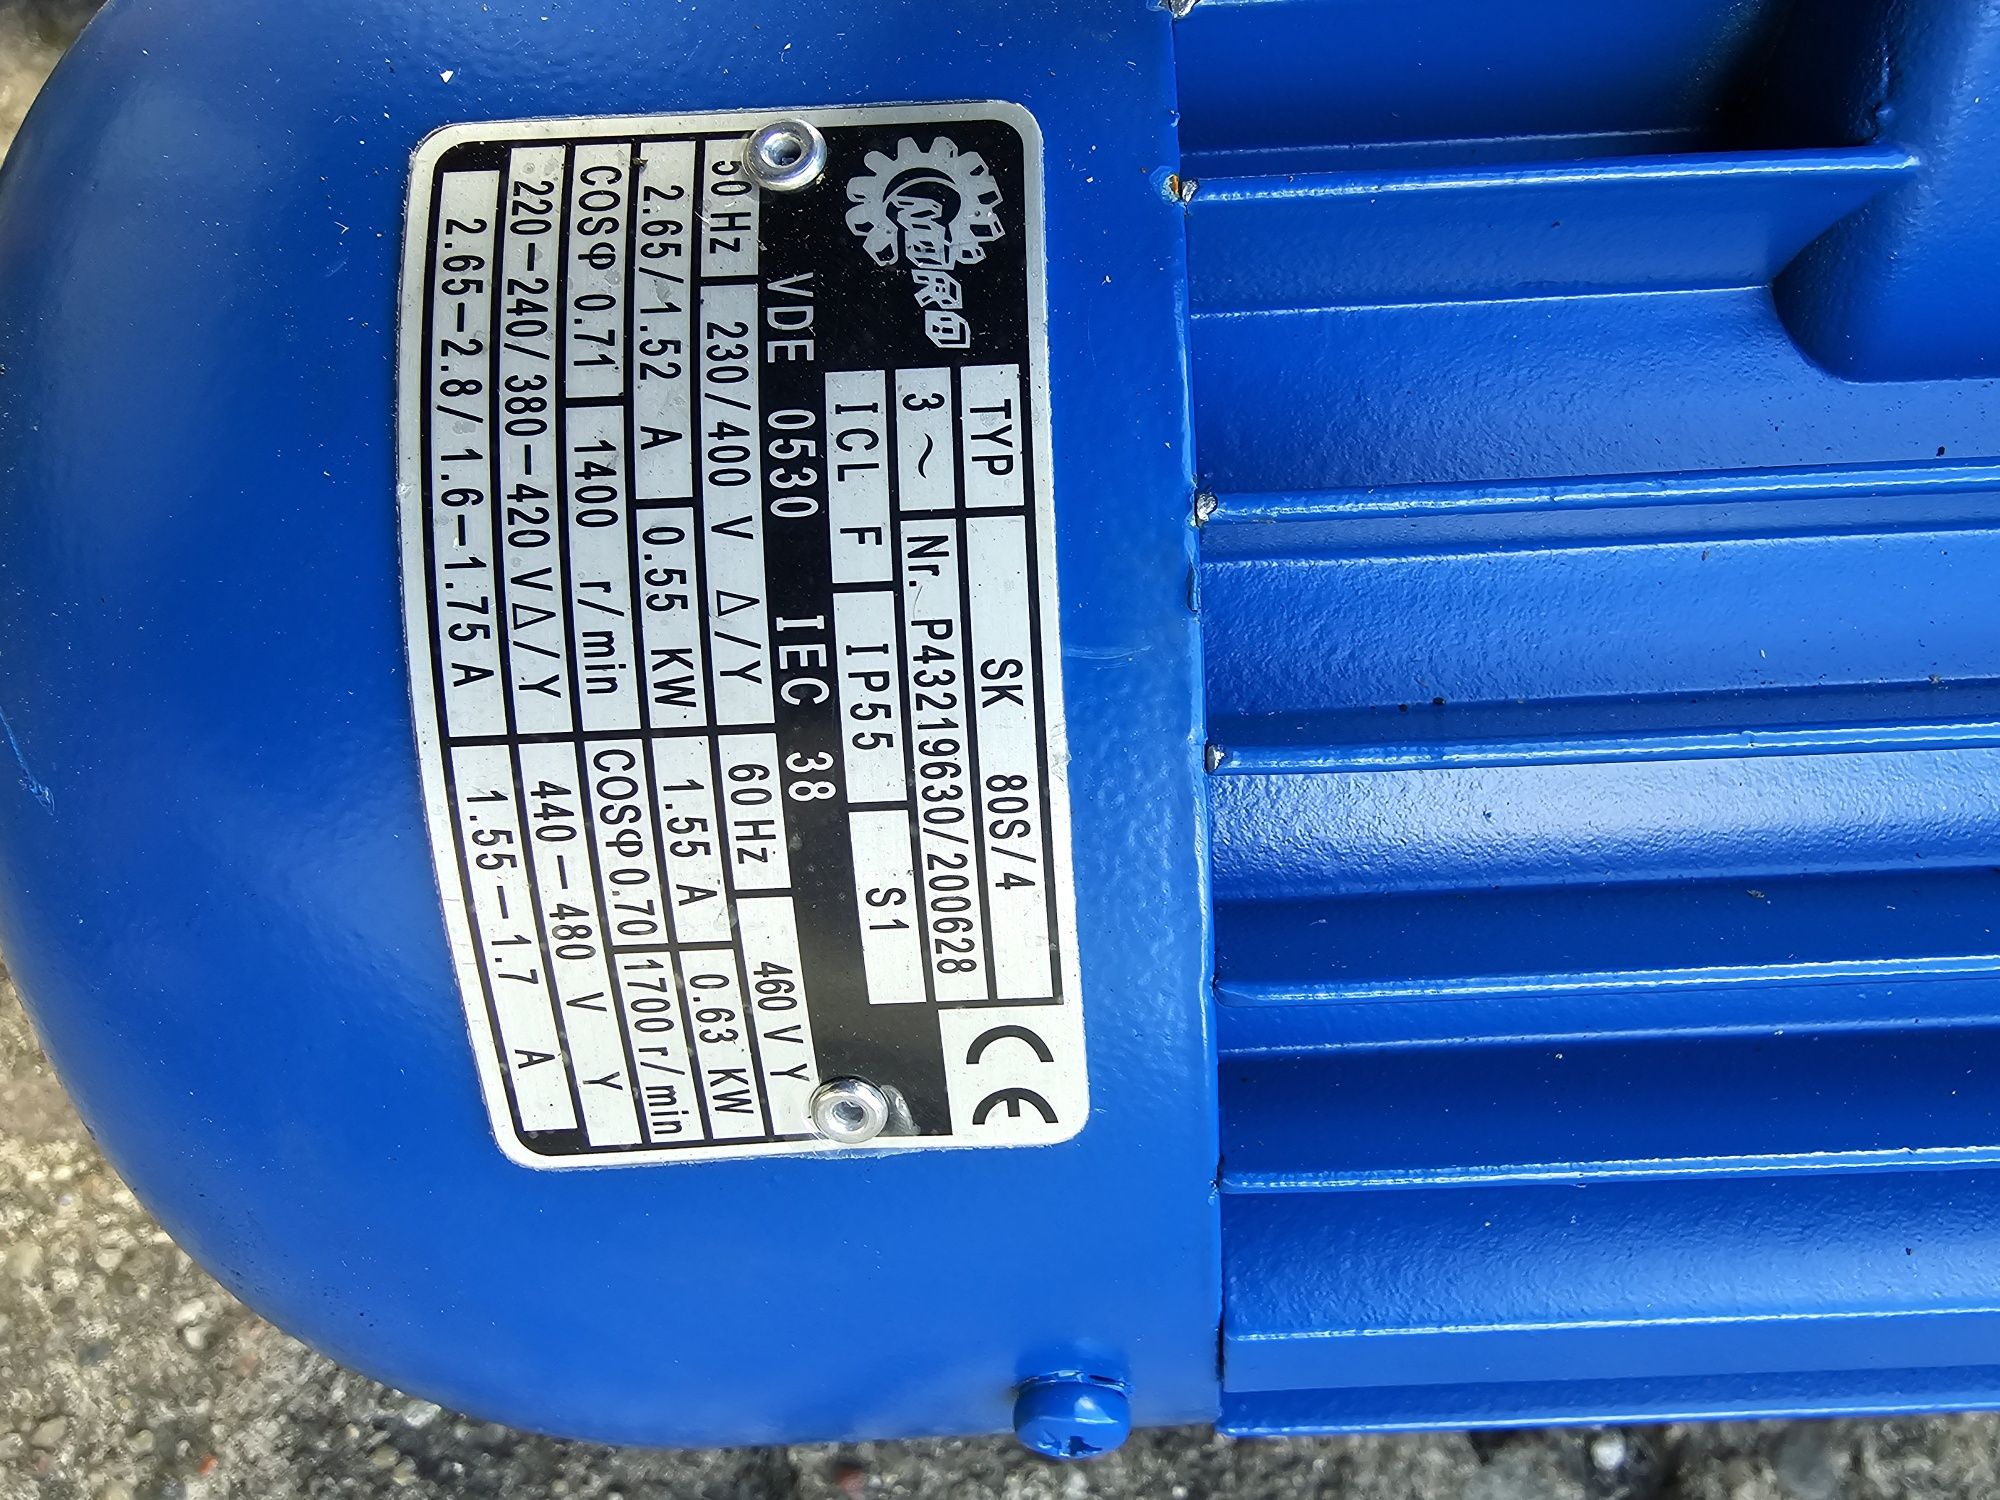 MIRO
TYP SK 80S/4
3 ~ Nr. P43219630/200628
ICL F IP55 S1
CE
VDE 0530 IEC 38
50 Hz 230/400 V Δ/Y 60 Hz 460 V Y
2.65/1.52 A 0.55 KW 1.55 A 0.63 KW
COSφ 0.71 1400 r/min COSφ 0.70 1700 r/min
220-240/380-420 V Δ/Y 440-480 V Y
2.65-2.8/1.6-1.75 A 1.55-1.7 A